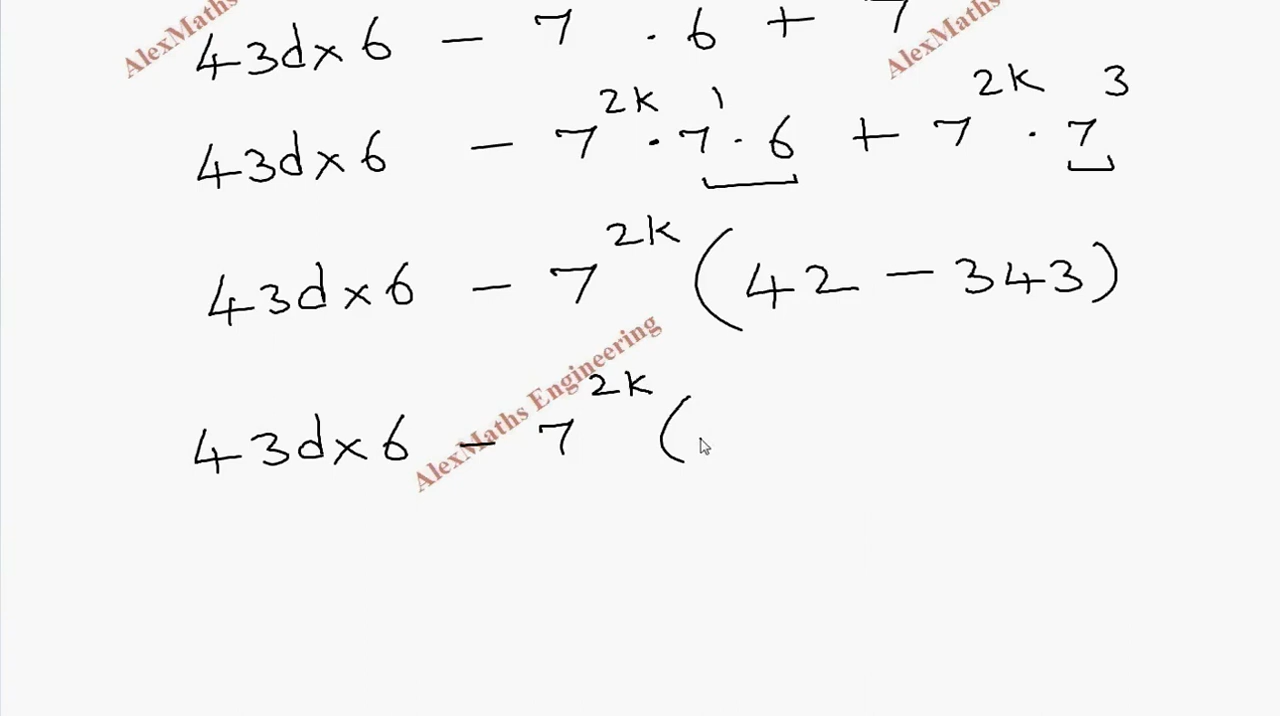 43d×6 − 7 · 6 + 7
43d×6 − 7^2k · 7^1 · 6 + 7^2k · 7^3
43d×6 − 7^2k (42 − 343)
43d×6 − 7^2k (
AlexMaths
AlexMaths
AlexMaths Engineering